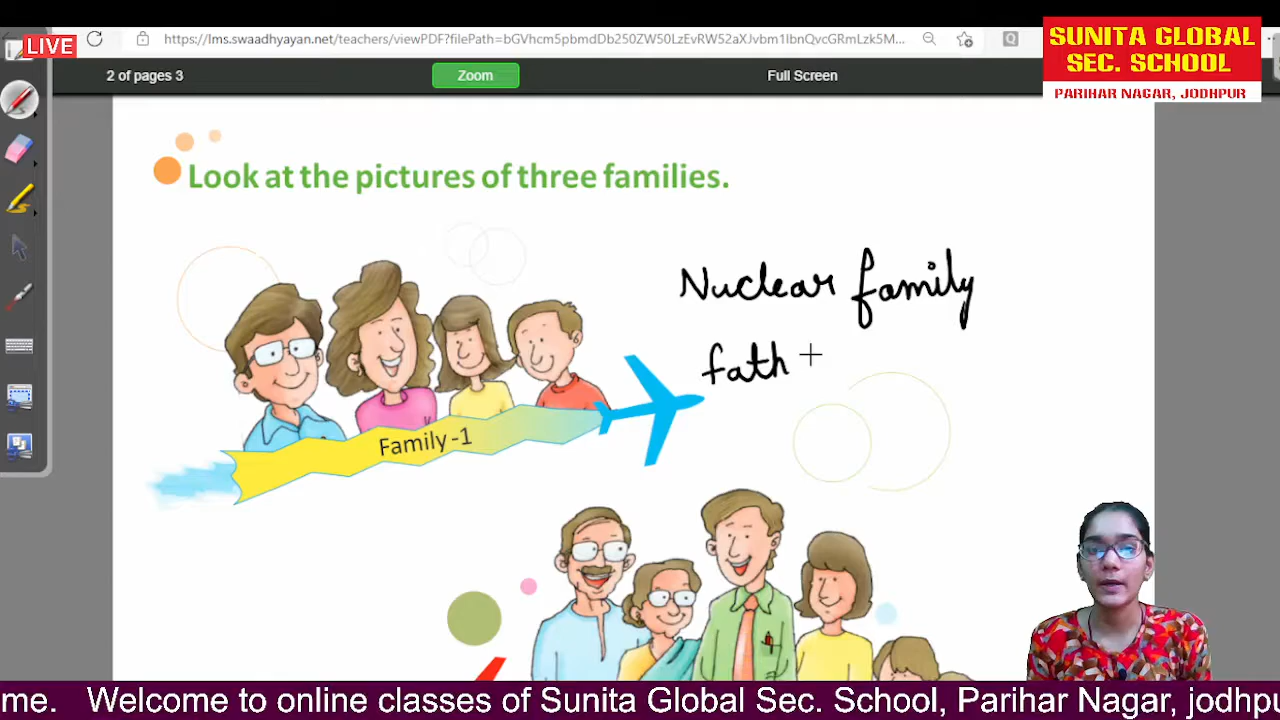 LIVE
https://lms.swaadhyayan.net/teachers/viewPDF?filePath=bGVhcm5pbmdDb250ZW50LzEvRW52aXJvbm1lbnQvcGRmLzk5M...
SUNITA GLOBAL
SEC. SCHOOL
PARIHAR NAGAR, JODHPUR
2 of pages 3
Zoom
Full Screen
Look at the pictures of three families.
Nuclear family
fath +
Family -1
me. Welcome to online classes of Sunita Global Sec. School, Parihar Nagar, jodhpu